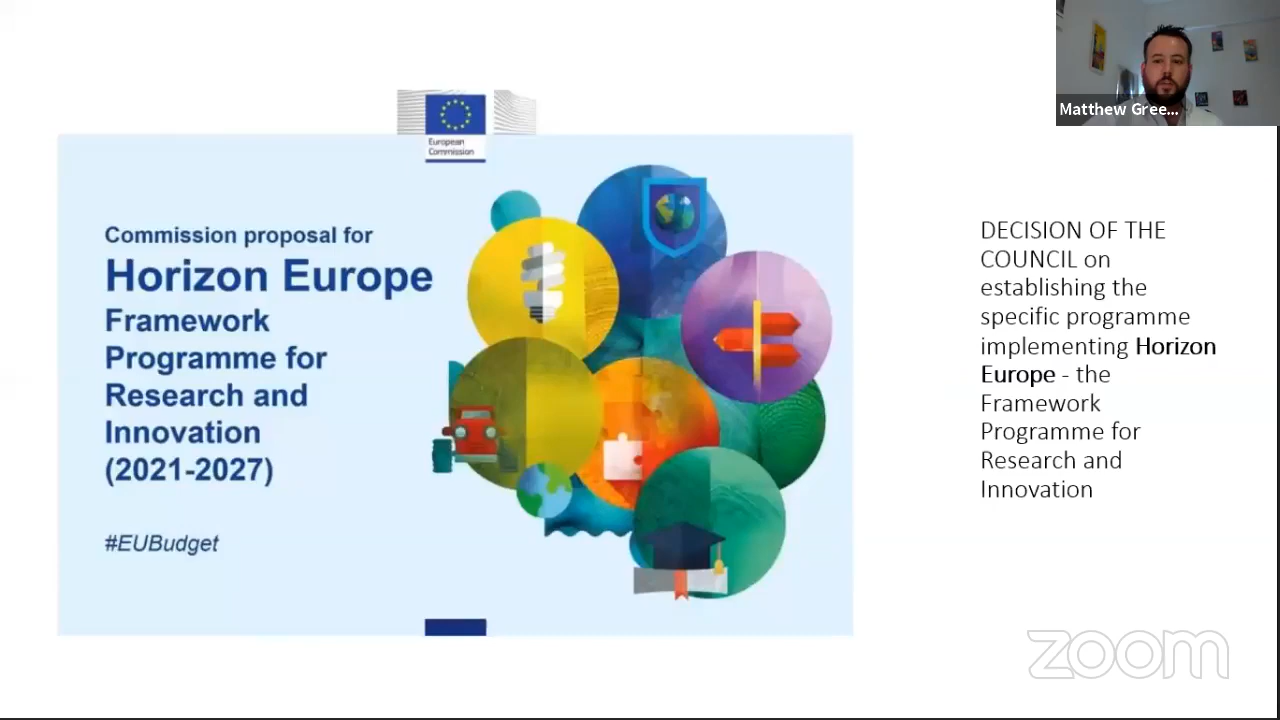 Matthew Gree...
European
Commission
Commission proposal for
Horizon Europe
Framework
Programme for
Research and
Innovation
(2021-2027)
#EUBudget
DECISION OF THE
COUNCIL on
establishing the
specific programme
implementing Horizon
Europe - the
Framework
Programme for
Research and
Innovation
zoom